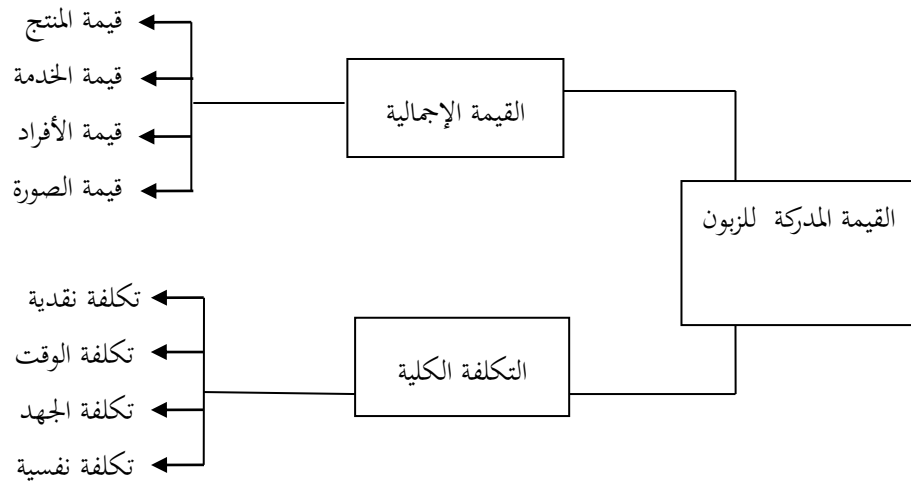 القيمة المدركة للزبون
القيمة الإجمالية
قيمة المنتج
قيمة الخدمة
قيمة الأفراد
قيمة الصورة
التكلفة الكلية
تكلفة نقدية
تكلفة الوقت
تكلفة الجهد
تكلفة نفسية